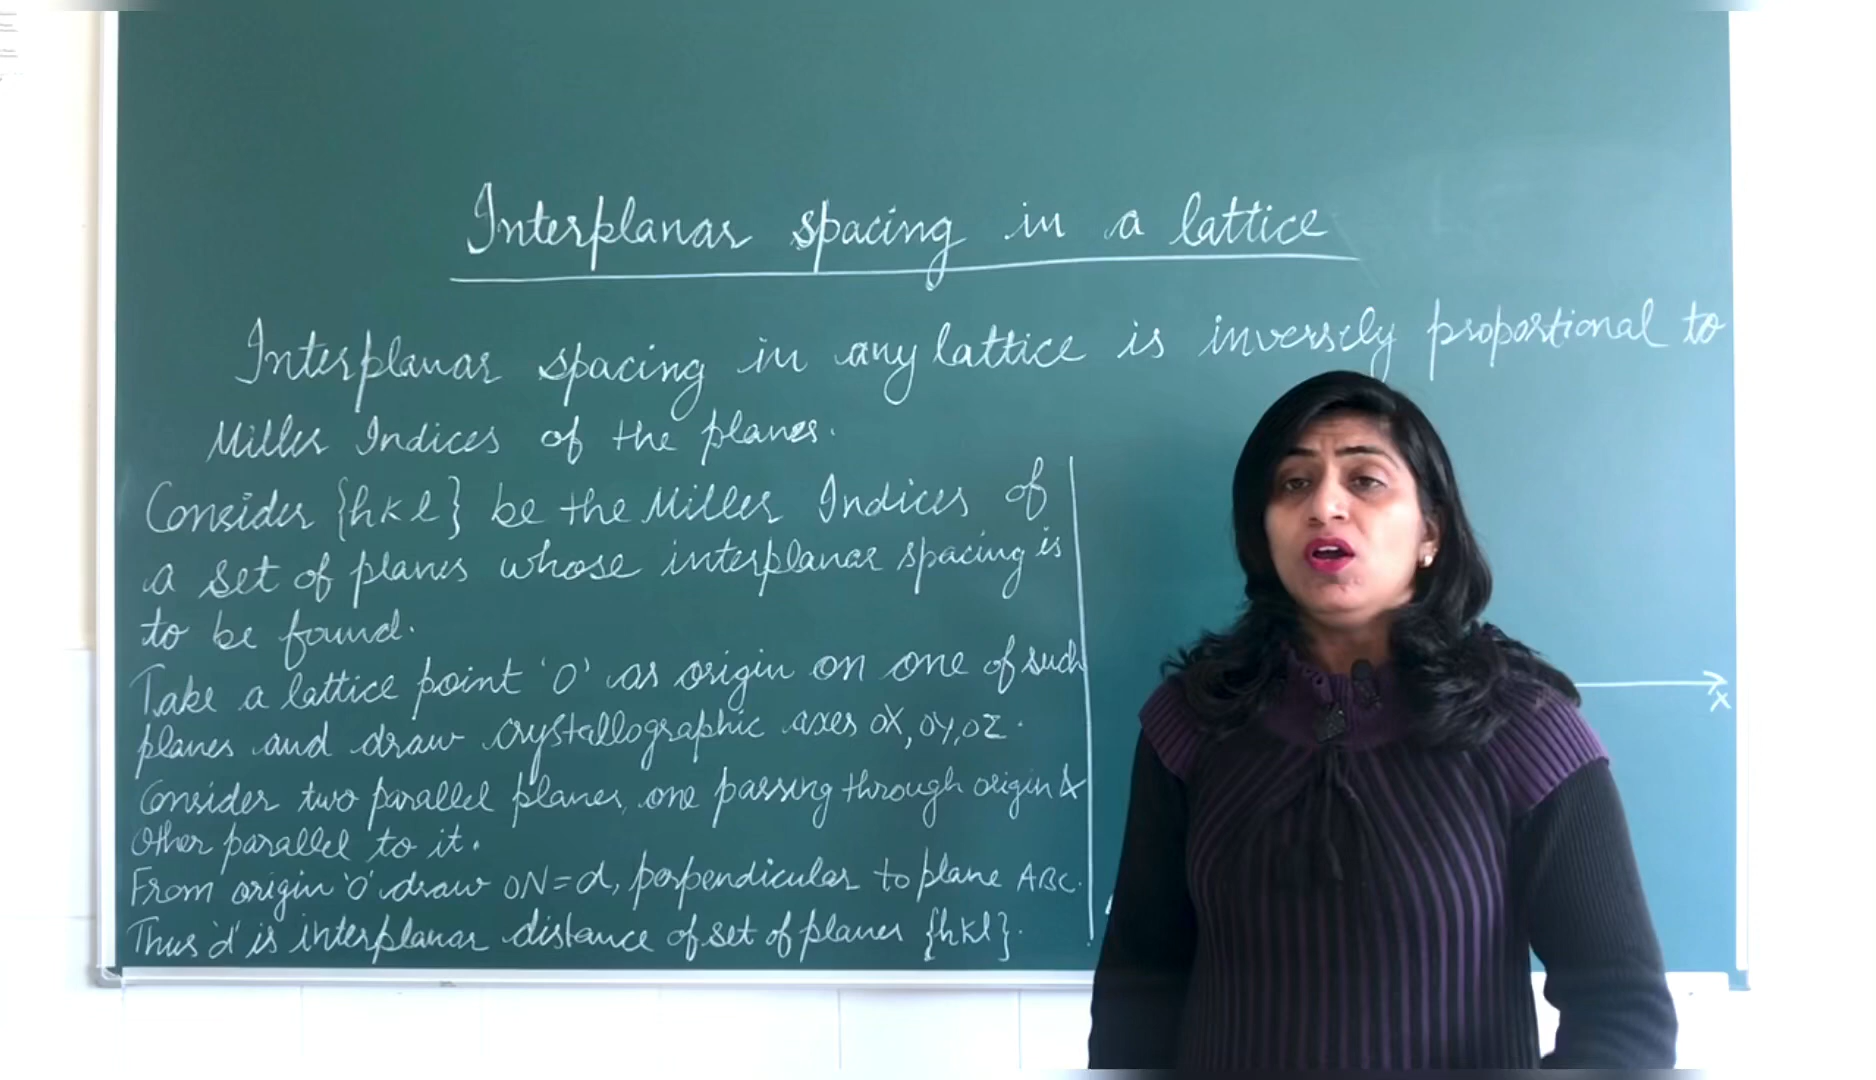 Interplanar spacing in a lattice
Interplanar spacing in any lattice is inversely proportional to
Miller Indices of the planes.
Consider {hkl} be the Miller Indices of
a set of planes whose interplanar spacing is
to be found.
Take a lattice point 'O' as origin on one of such
planes and draw crystallographic axes OX, OY, OZ.
Consider two parallel planes, one passing through origin &
Other parallel to it.
From origin 'O' draw ON = d, perpendicular to plane ABC.
Thus 'd' is interplanar distance of set of planes {hkl}.
X